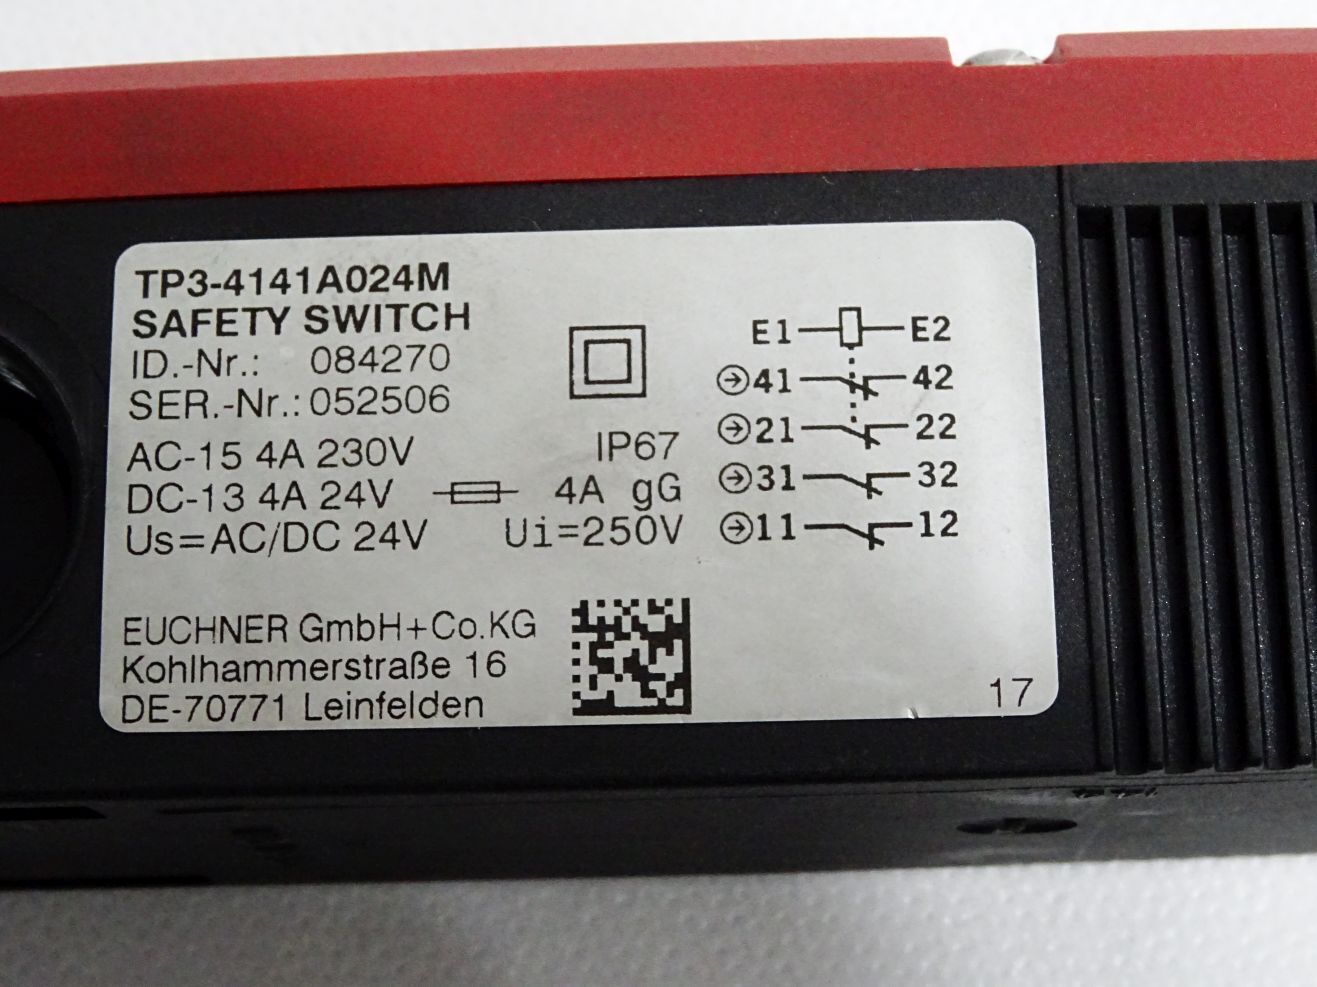 TP3-4141A024M
SAFETY SWITCH
ID.-Nr.: 084270
SER.-Nr.: 052506
AC-15 4A 230V IP67
DC-13 4A 24V 4A gG
Us=AC/DC 24V Ui=250V
E1 E2
41 42
21 22
31 32
11 12
EUCHNER GmbH+Co.KG
Kohlhammerstraße 16
DE-70771 Leinfelden
17